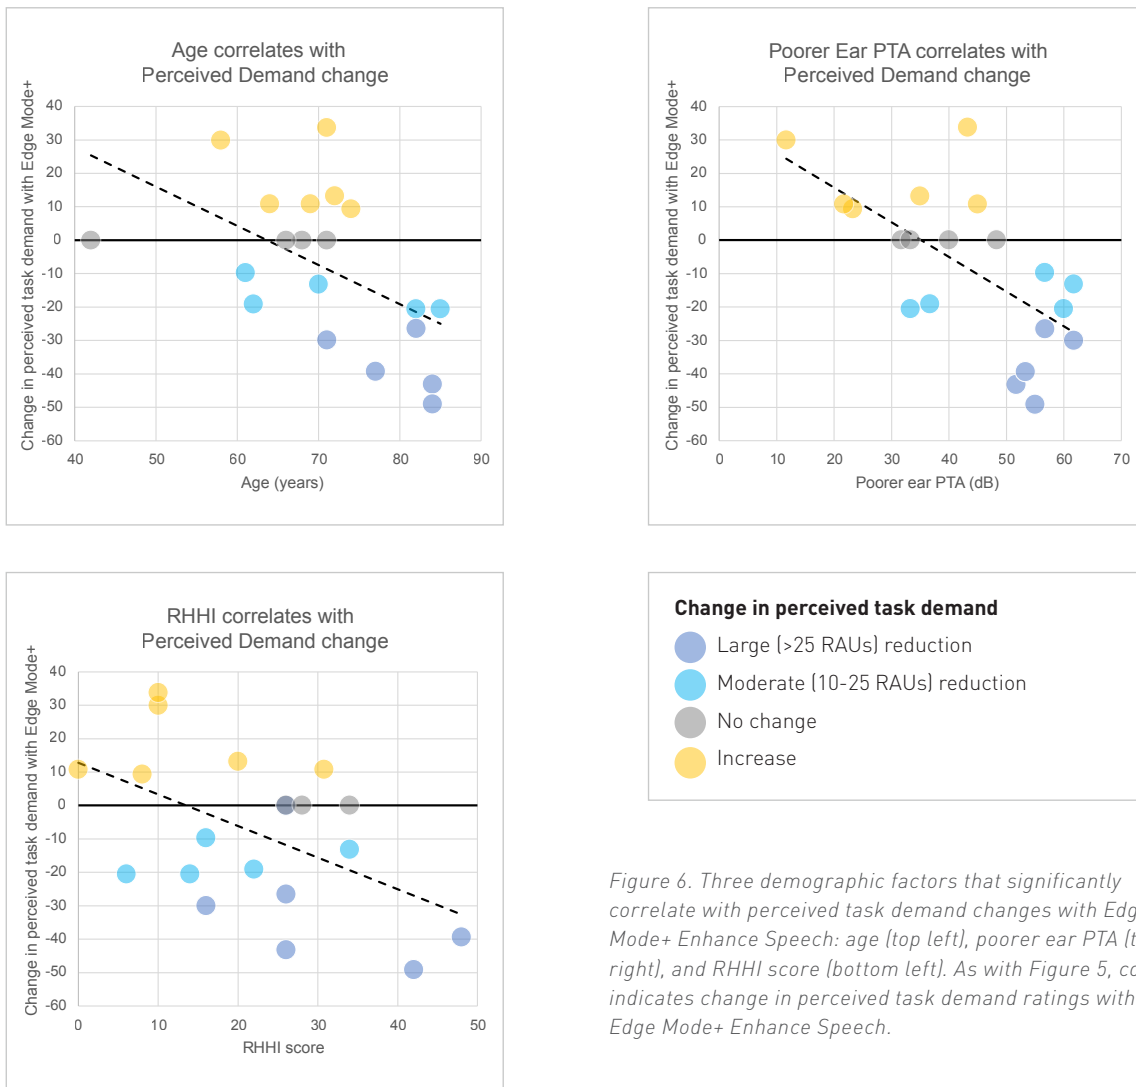 Age correlates with
Perceived Demand change
Change in perceived task demand with Edge Mode+
40
30
20
10
0
-10
-20
-30
-40
-50
-60
40 50 60 70 80 90
Age (years)
Poorer Ear PTA correlates with
Perceived Demand change
Change in perceived task demand with Edge Mode+
40
30
20
10
0
-10
-20
-30
-40
-50
-60
0 10 20 30 40 50 60 70
Poorer ear PTA (dB)
RHHI correlates with
Perceived Demand change
Change in perceived task demand with Edge Mode+
40
30
20
10
0
-10
-20
-30
-40
-50
-60
0 10 20 30 40 50
RHHI score
Change in perceived task demand
Large (>25 RAUs) reduction
Moderate (10-25 RAUs) reduction
No change
Increase
Figure 6. Three demographic factors that significantly
correlate with perceived task demand changes with
Mode+ Enhance Speech: age (top left), poorer ear PTA
right), and RHHI score (bottom left). As with Figure 5,
indicates change in perceived task demand ratings with
Edge Mode+ Enhance Speech.